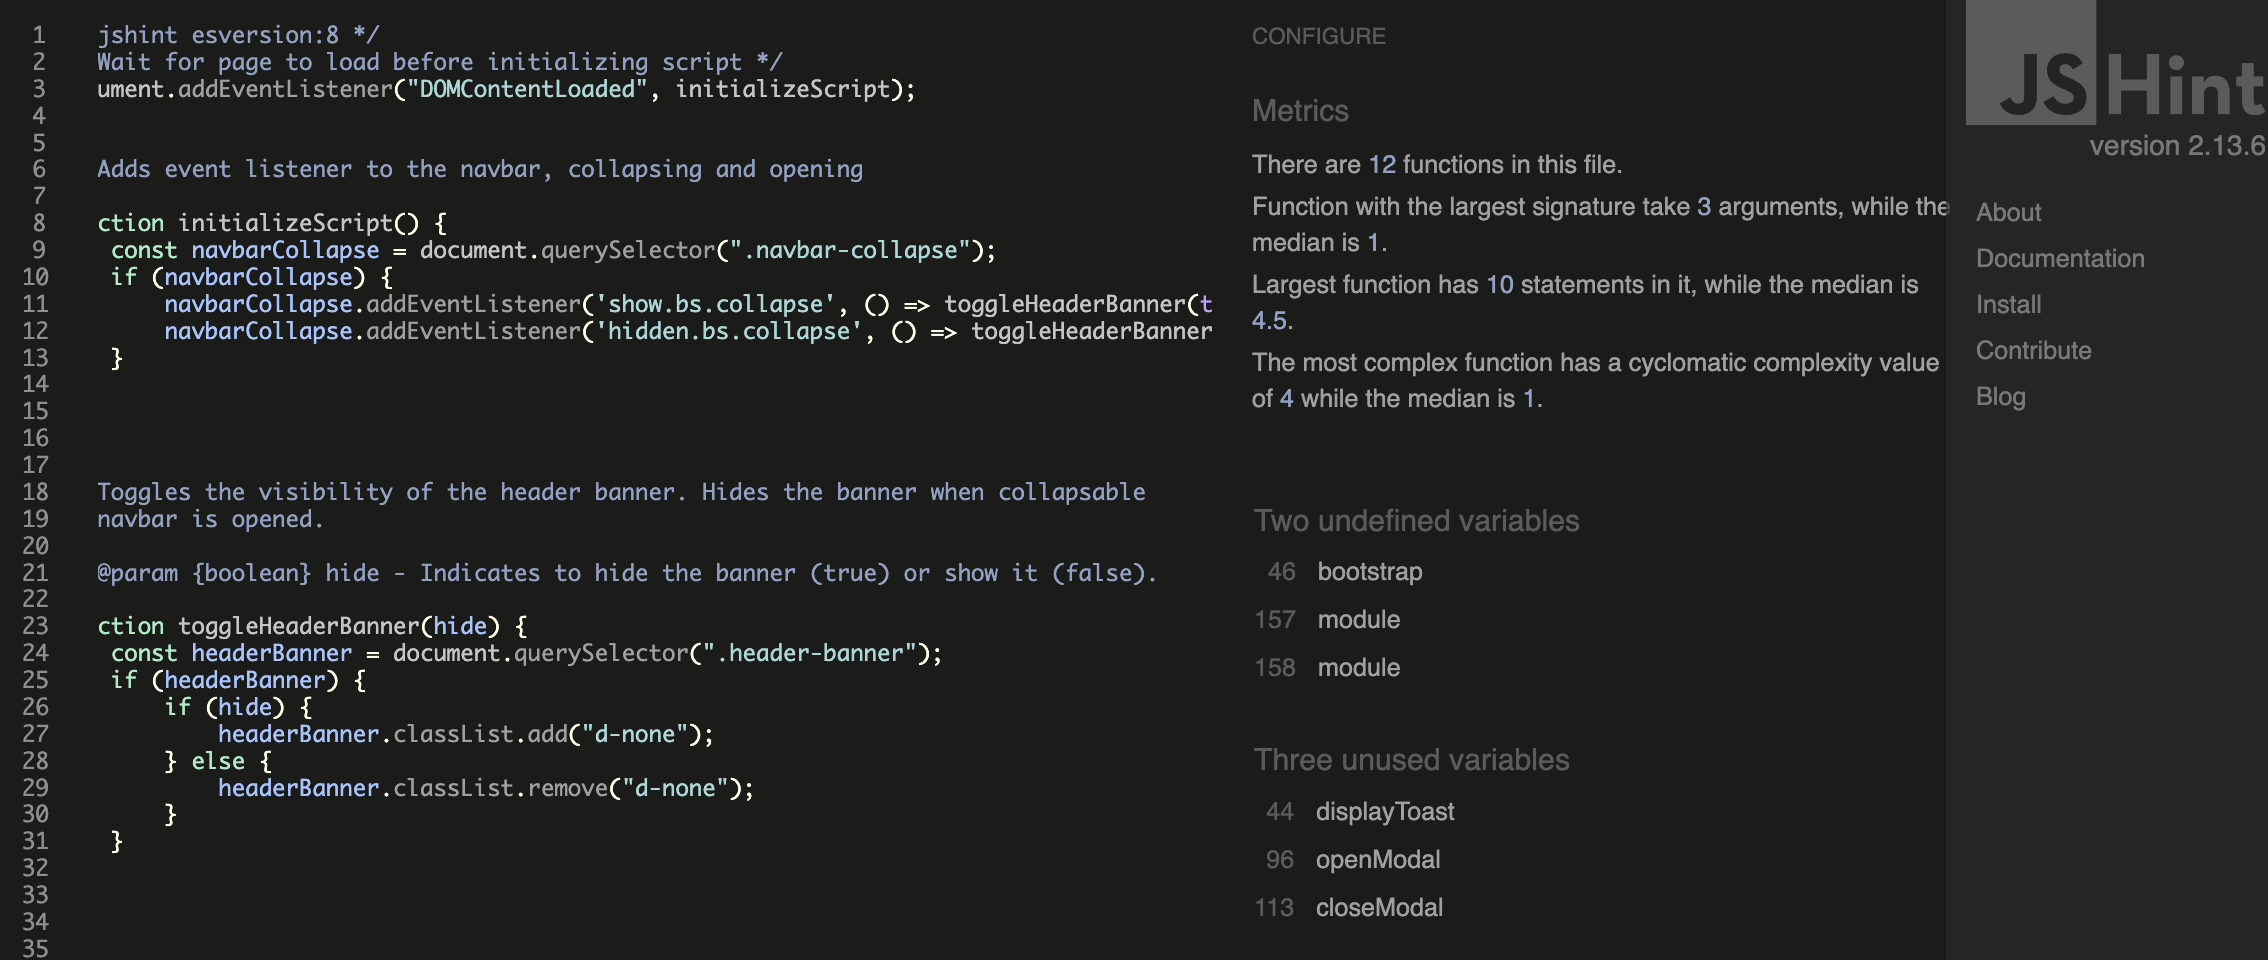 1 jshint esversion:8 */
2 Wait for page to load before initializing script */
3 ument.addEventListener("DOMContentLoaded", initializeScript);
4
5
6 Adds event listener to the navbar, collapsing and opening
7
8 ction initializeScript() {
9 const navbarCollapse = document.querySelector(".navbar-collapse");
10 if (navbarCollapse) {
11 navbarCollapse.addEventListener('show.bs.collapse', () => toggleHeaderBanner(t
12 navbarCollapse.addEventListener('hidden.bs.collapse', () => toggleHeaderBanner
13 }
14
15
16
17
18 Toggles the visibility of the header banner. Hides the banner when collapsable
19 navbar is opened.
20
21 @param {boolean} hide - Indicates to hide the banner (true) or show it (false).
22
23 ction toggleHeaderBanner(hide) {
24 const headerBanner = document.querySelector(".header-banner");
25 if (headerBanner) {
26 if (hide) {
27 headerBanner.classList.add("d-none");
28 } else {
29 headerBanner.classList.remove("d-none");
30 }
31 }
32
33
34
35
CONFIGURE
Metrics
There are 12 functions in this file.
Function with the largest signature take 3 arguments, while the
median is 1.
Largest function has 10 statements in it, while the median is
4.5.
The most complex function has a cyclomatic complexity value
of 4 while the median is 1.
Two undefined variables
46 bootstrap
157 module
158 module
Three unused variables
44 displayToast
96 openModal
113 closeModal
JSHint
version 2.13.6
About
Documentation
Install
Contribute
Blog